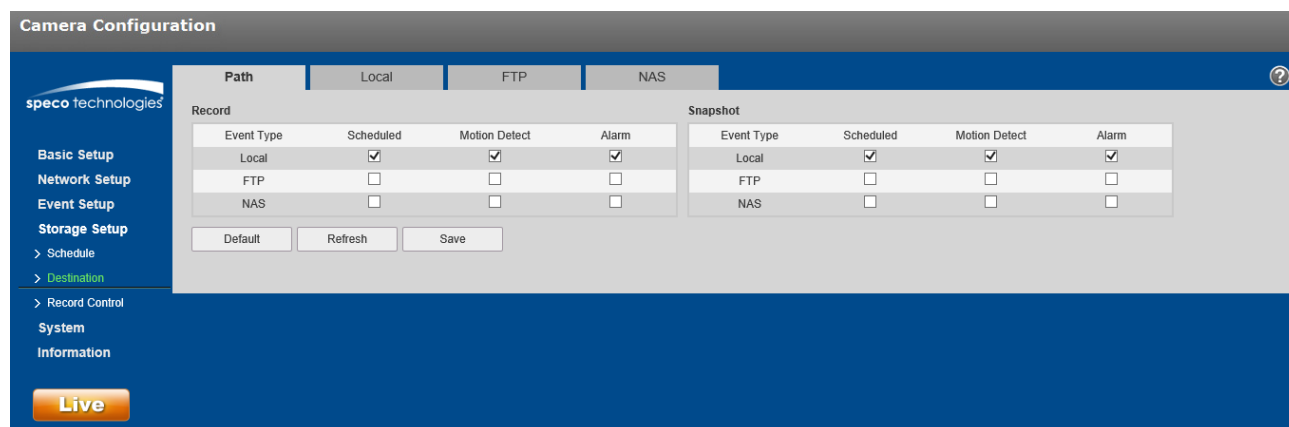 Camera Configuration
speco technologies
Path Local FTP NAS ?
Record
Event Type Scheduled Motion Detect Alarm
Local
FTP
NAS
Snapshot
Event Type Scheduled Motion Detect Alarm
Local
FTP
NAS
Default Refresh Save
Basic Setup
Network Setup
Event Setup
Storage Setup
> Schedule
> Destination
> Record Control
System
Information
Live